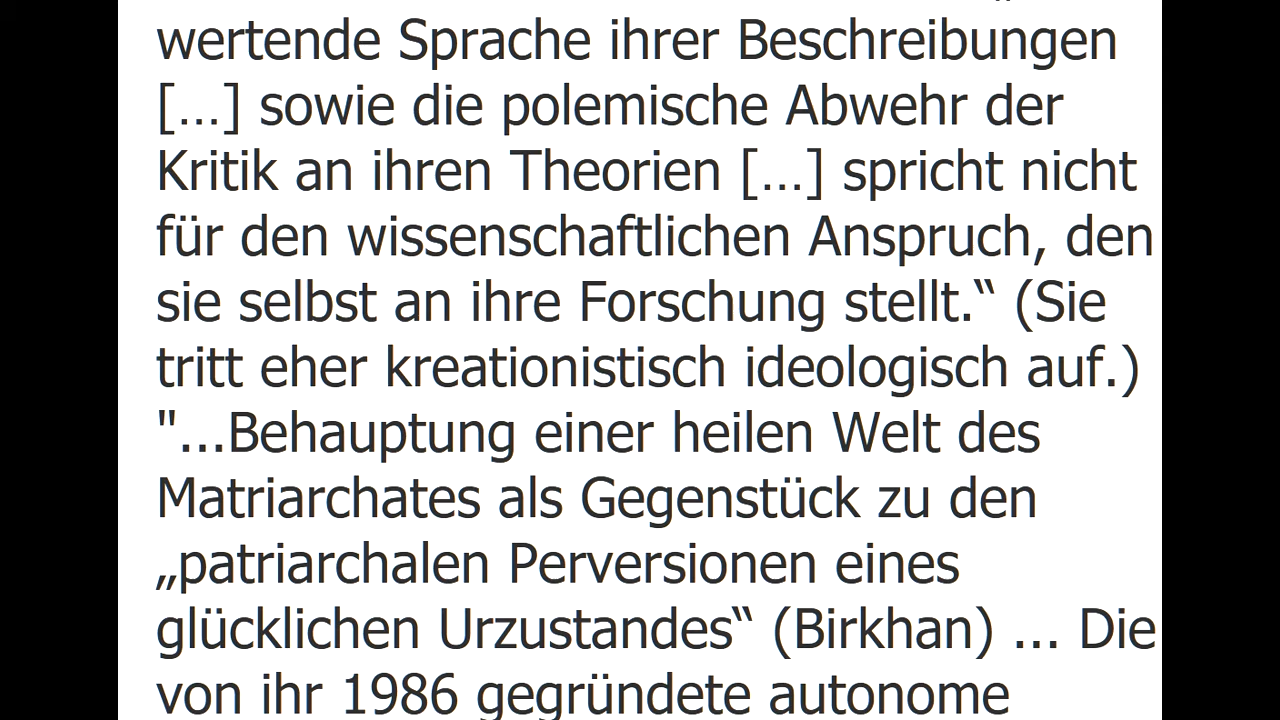 wertende Sprache ihrer Beschreibungen
[…] sowie die polemische Abwehr der
Kritik an ihren Theorien […] spricht nicht
für den wissenschaftlichen Anspruch, den
sie selbst an ihre Forschung stellt.“ (Sie
tritt eher kreationistisch ideologisch auf.)
"...Behauptung einer heilen Welt des
Matriarchates als Gegenstück zu den
„patriarchalen Perversionen eines
glücklichen Urzustandes“ (Birkhan) ... Die
von ihr 1986 gegründete autonome